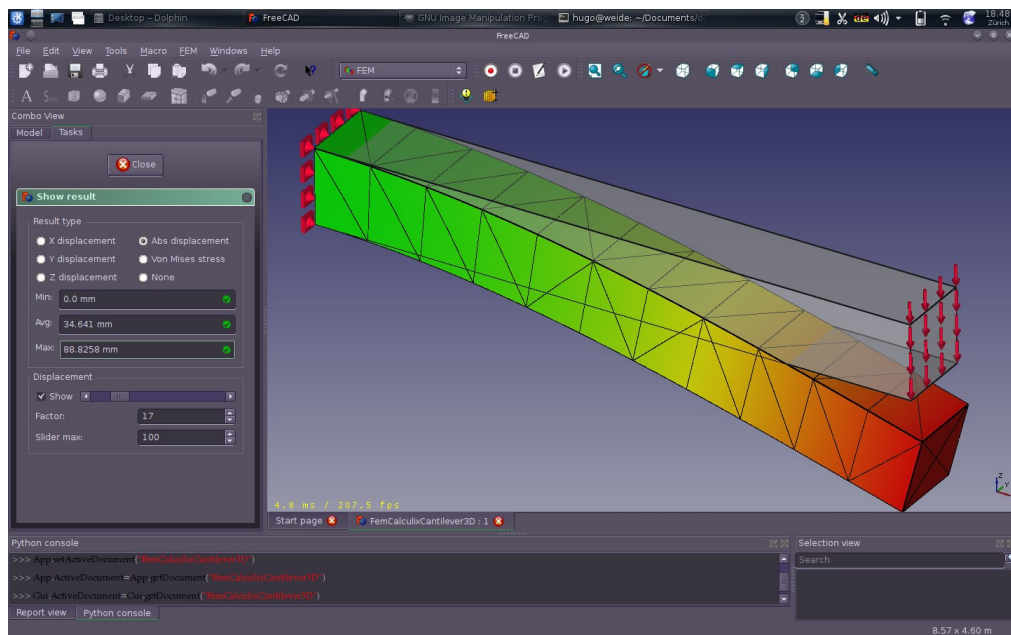 Desktop – Dolphin
FreeCAD
GNU Image Manipulation Pro
hugo@weide: ~/Documents/d
2
18.48
Zürich
FreeCAD
File Edit View Tools Macro FEM Windows Help
FEM
Combo View
Model Tasks
Close
Show result
Result type
X displacement Abs displacement
Y displacement Von Mises stress
Z displacement None
Min: 0.0 mm
Avg: 34.641 mm
Max: 88.8258 mm
Displacement
Show
Factor: 17
Slider max: 100
z
Y
4.8 ms / 207.5 fps
Start page FemCalculixCantilever3D : 1
Python console
>>> App.setActiveDocument("FemCalculixCantilever3D")
>>> App.ActiveDocument=App.getDocument("FemCalculixCantilever3D")
>>> Gui.ActiveDocument=Gui.getDocument("FemCalculixCantilever3D")
Selection view
Search
Report view Python console
8.57 x 4.60 m